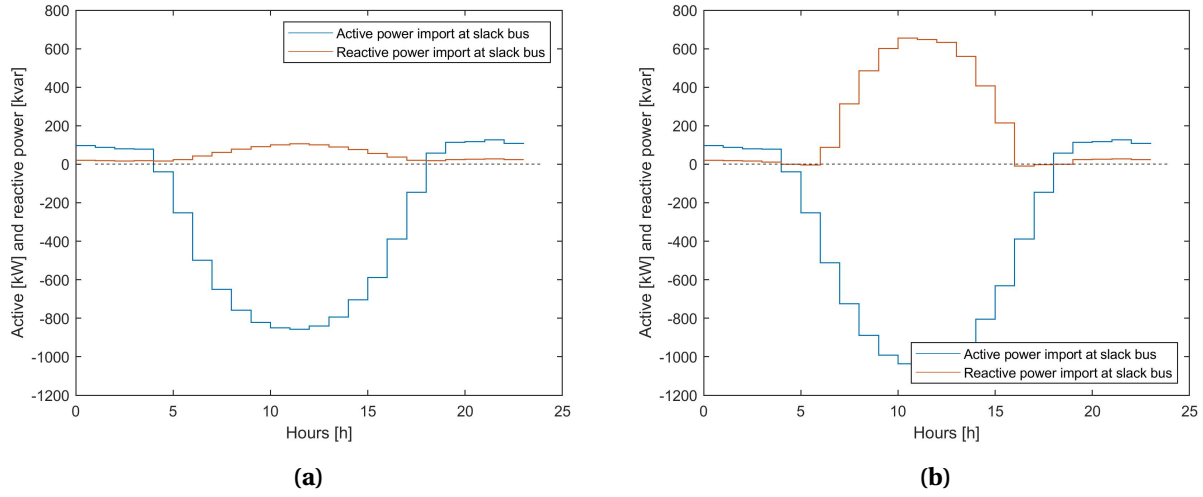 800
600
400
200
0
-200
-400
-600
-800
-1000
-1200
0 5 10 15 20 25
Hours [h]
Active [kW] and reactive power [kvar]
Active power import at slack bus
Reactive power import at slack bus
(a)
800
600
400
200
0
-200
-400
-600
-800
-1000
-1200
0 5 10 15 20 25
Hours [h]
Active [kW] and reactive power [kvar]
Active power import at slack bus
Reactive power import at slack bus
(b)